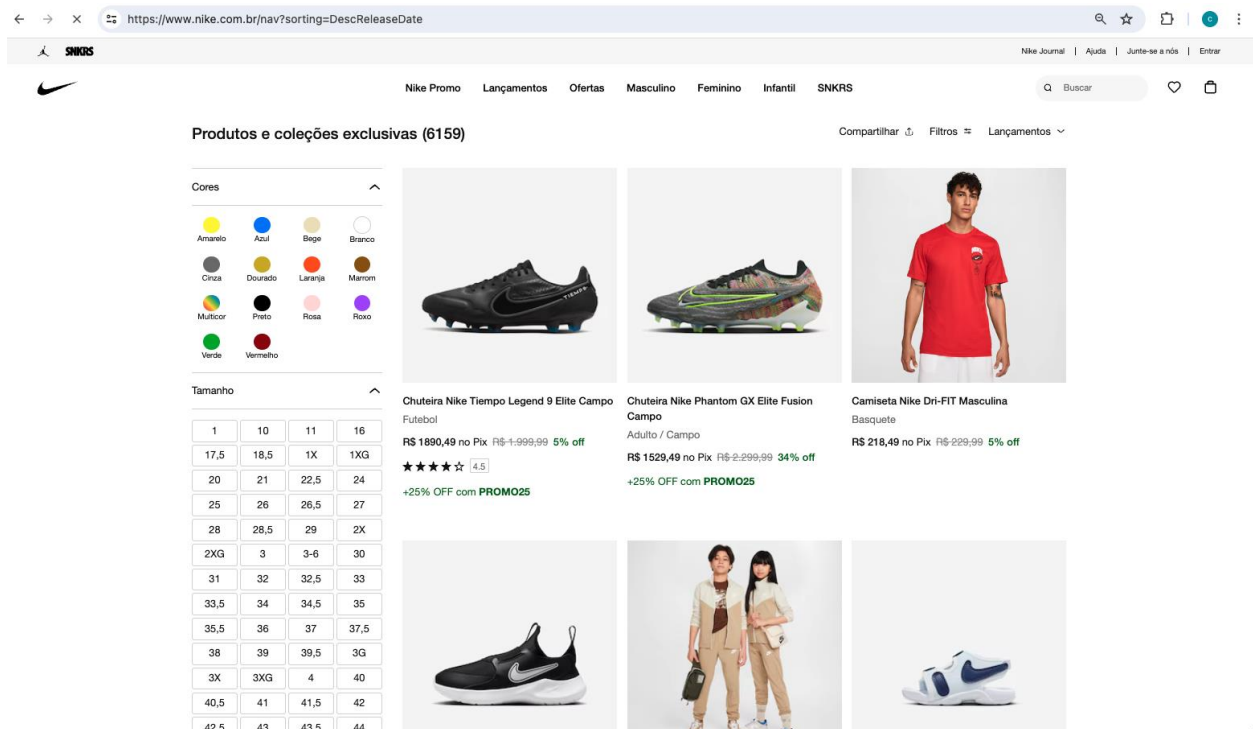 https://www.nike.com.br/nav?sorting=DescReleaseDate
C
SNKRS
Nike Journal | Ajuda | Junte-se a nós | Entrar
Nike Promo Lançamentos Ofertas Masculino Feminino Infantil SNKRS
Buscar
Produtos e coleções exclusivas (6159)
Compartilhar Filtros Lançamentos
Cores
Amarelo Azul Bege Branco
Cinza Dourado Laranja Marrom
Multicor Preto Rosa Roxo
Verde Vermelho
Tamanho
1 10 11 16
17,5 18,5 1X 1XG
20 21 22,5 24
25 26 26,5 27
28 28,5 29 2X
2XG 3 3-6 30
31 32 32,5 33
33,5 34 34,5 35
35,5 36 37 37,5
38 39 39,5 3G
3X 3XG 4 40
40,5 41 41,5 42
42,5 43 43,5 44
TIEMPO
Chuteira Nike Tiempo Legend 9 Elite Campo
Futebol
R$ 1890,49 no Pix R$ 1.999,99 5% off
4.5
+25% OFF com PROMO25
Chuteira Nike Phantom GX Elite Fusion
Campo
Adulto / Campo
R$ 1529,49 no Pix R$ 2.299,99 34% off
+25% OFF com PROMO25
Camiseta Nike Dri-FIT Masculina
Basquete
R$ 218,49 no Pix R$ 229,99 5% off